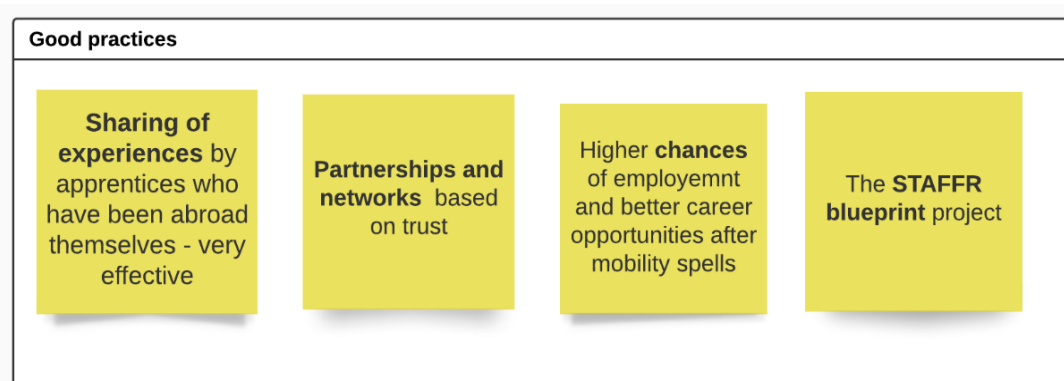 Good practices
Sharing of
experiences by
apprentices who
have been abroad
themselves - very
effective
Partnerships and
networks based
on trust
Higher chances
of employemnt
and better career
opportunities after
mobility spells
The STAFFR
blueprint project